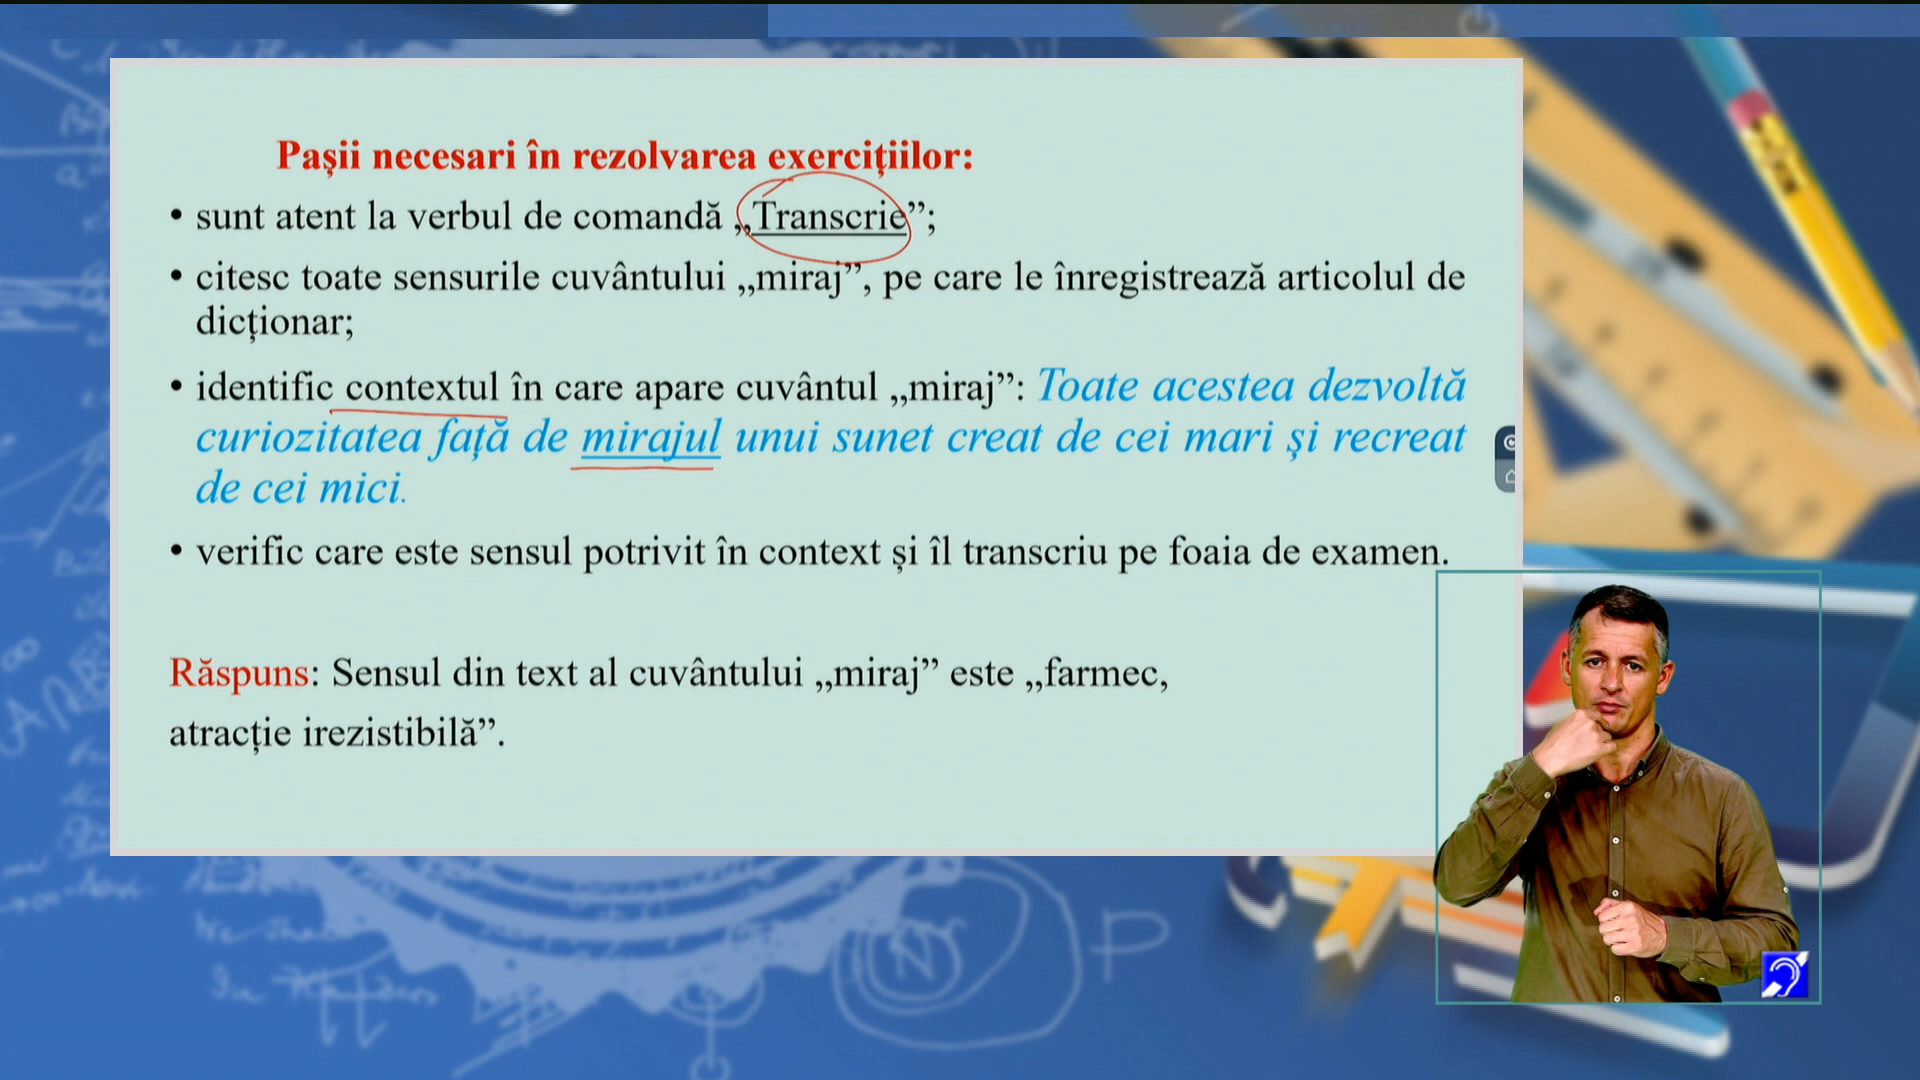 Pașii necesari în rezolvarea exercițiilor:
• sunt atent la verbul de comandă „Transcrie”;
• citesc toate sensurile cuvântului „miraj”, pe care le înregistrează articolul de
dicționar;
• identific contextul în care apare cuvântul „miraj”: Toate acestea dezvoltă
curiozitatea față de mirajul unui sunet creat de cei mari și recreat
de cei mici.
• verific care este sensul potrivit în context și îl transcriu pe foaia de examen.
Răspuns: Sensul din text al cuvântului „miraj” este „farmec,
atracție irezistibilă”.
N
P